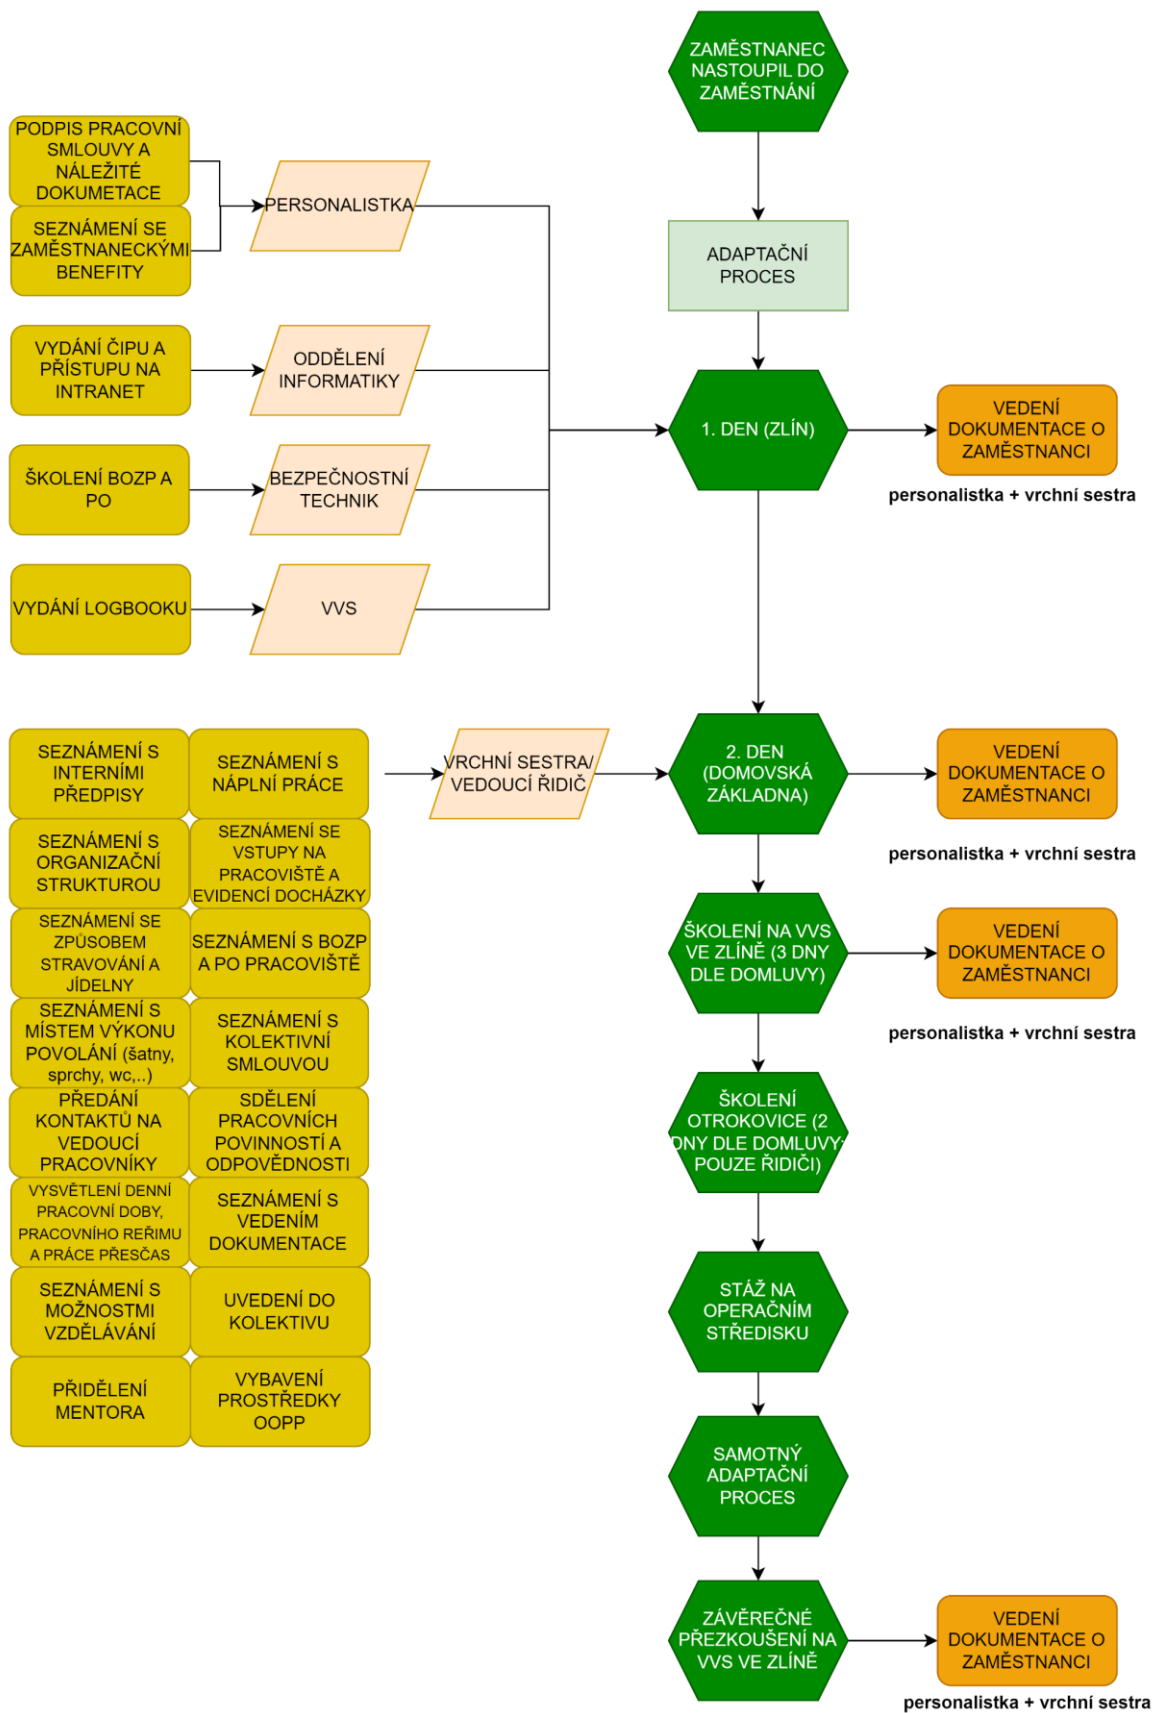 ZAMĚSTNANEC
NASTOUPIL DO
ZAMĚSTNÁNÍ
ADAPTAČNÍ
PROCES
PODPIS PRACOVNÍ
SMLOUVY A
NÁLEŽITÉ
DOKUMETACE
SEZNÁMENÍ SE
ZAMĚSTNANECKÝMI
BENEFITY
PERSONALISTKA
VYDÁNÍ ČIPU A
PŘÍSTUPU NA
INTRANET
ODDĚLENÍ
INFORMATIKY
ŠKOLENÍ BOZP A
PO
BEZPEČNOSTNÍ
TECHNIK
VYDÁNÍ LOGBOOKU
VVS
1. DEN (ZLÍN)
VEDENÍ
DOKUMENTACE O
ZAMĚSTNANCI
personalistka + vrchní sestra
SEZNÁMENÍ S
INTERNÍMI
PŘEDPISY
SEZNÁMENÍ S
NÁPLNÍ PRÁCE
SEZNÁMENÍ S
ORGANIZAČNÍ
STRUKTUROU
SEZNÁMENÍ SE
VSTUPY NA
PRACOVIŠTĚ A
EVIDENCÍ DOCHÁZKY
SEZNÁMENÍ SE
ZPŮSOBEM
STRAVOVÁNÍ A
JÍDELNY
SEZNÁMENÍ S BOZP
A PO PRACOVIŠTĚ
SEZNÁMENÍ S
MÍSTEM VÝKONU
POVOLÁNÍ (šatny,
sprchy, wc,..)
SEZNÁMENÍ S
KOLEKTIVNÍ
SMLOUVOU
PŘEDÁNÍ
KONTAKTŮ NA
VEDOUCÍ
PRACOVNÍKY
SDĚLENÍ
PRACOVNÍCH
POVINNOSTÍ A
ODPOVĚDNOSTI
VYSVĚTLENÍ DENNÍ
PRACOVNÍ DOBY,
PRACOVNÍHO REŘIMU
A PRÁCE PŘESČAS
SEZNÁMENÍ S
VEDENÍM
DOKUMENTACE
SEZNÁMENÍ S
MOŽNOSTMI
VZDĚLÁVÁNÍ
UVEDENÍ DO
KOLEKTIVU
PŘIDĚLENÍ
MENTORA
VYBAVENÍ
PROSTŘEDKY
OOPP
VRCHNÍ SESTRA/
VEDOUCÍ ŘIDIČ
2. DEN
(DOMOVSKÁ
ZÁKLADNA)
VEDENÍ
DOKUMENTACE O
ZAMĚSTNANCI
personalistka + vrchní sestra
ŠKOLENÍ NA VVS
VE ZLÍNĚ (3 DNY
DLE DOMLUVY)
VEDENÍ
DOKUMENTACE O
ZAMĚSTNANCI
personalistka + vrchní sestra
ŠKOLENÍ
OTROKOVICE (2
DNY DLE DOMLUVY;
POUZE ŘIDIČI)
STÁŽ NA
OPERAČNÍM
STŘEDISKU
SAMOTNÝ
ADAPTAČNÍ
PROCES
ZÁVĚREČNÉ
PŘEZKOUŠENÍ NA
VVS VE ZLÍNĚ
VEDENÍ
DOKUMENTACE O
ZAMĚSTNANCI
personalistka + vrchní sestra